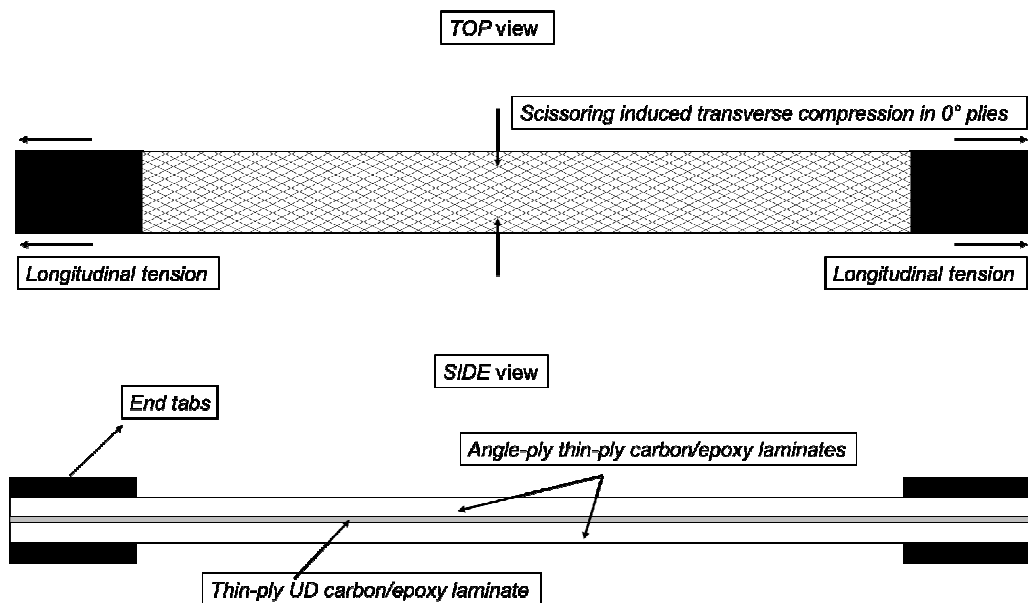 TOP view
Scissoring induced transverse compression in 0° plies
Longitudinal tension
Longitudinal tension
SIDE view
End tabs
Angle-ply thin-ply carbon/epoxy laminates
Thin-ply UD carbon/epoxy laminate